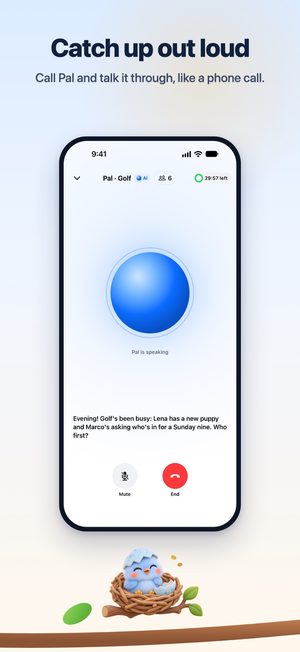 Catch up out loud
Call Pal and talk it through, like a phone call.
9:41
Pal · Golf AI 6 29:57 left
Pal is speaking
Evening! Golf's been busy: Lena has a new puppy
and Marco's asking who's in for a Sunday nine. Who
first?
Mute End